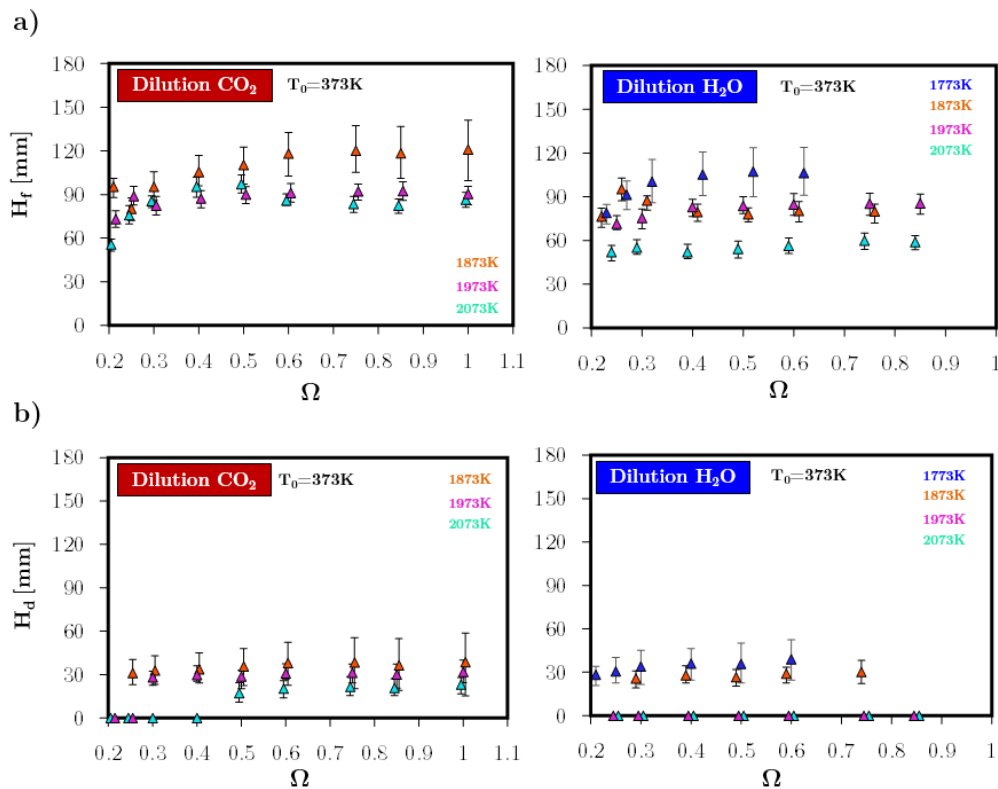 a)
Dilution CO₂
T₀=373K
H_f [mm]
180
150
120
90
60
30
0
1873K
1973K
2073K
0.2 0.3 0.4 0.5 0.6 0.7 0.8 0.9 1 1.1
Ω
Dilution H₂O
T₀=373K
1773K
1873K
1973K
2073K
180
150
120
90
60
30
0
0.2 0.3 0.4 0.5 0.6 0.7 0.8 0.9 1
Ω
b)
Dilution CO₂
T₀=373K
1873K
1973K
2073K
H_d [mm]
180
150
120
90
60
30
0
0.2 0.3 0.4 0.5 0.6 0.7 0.8 0.9 1 1.1
Ω
Dilution H₂O
T₀=373K
1773K
1873K
1973K
2073K
180
150
120
90
60
30
0
0.2 0.3 0.4 0.5 0.6 0.7 0.8 0.9 1
Ω